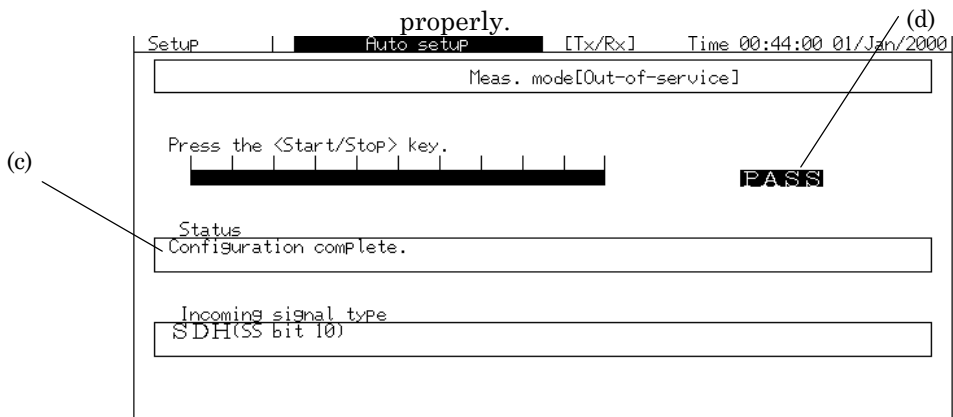 properly.
(d)
Setup | Auto setup [Tx/Rx] Time 00:44:00 01/Jan/2000
Meas. mode[Out-of-service]
Press the <Start/Stop> key.
(c)
PASS
Status
Configuration complete.
Incoming signal type
SDH(SS bit 10)